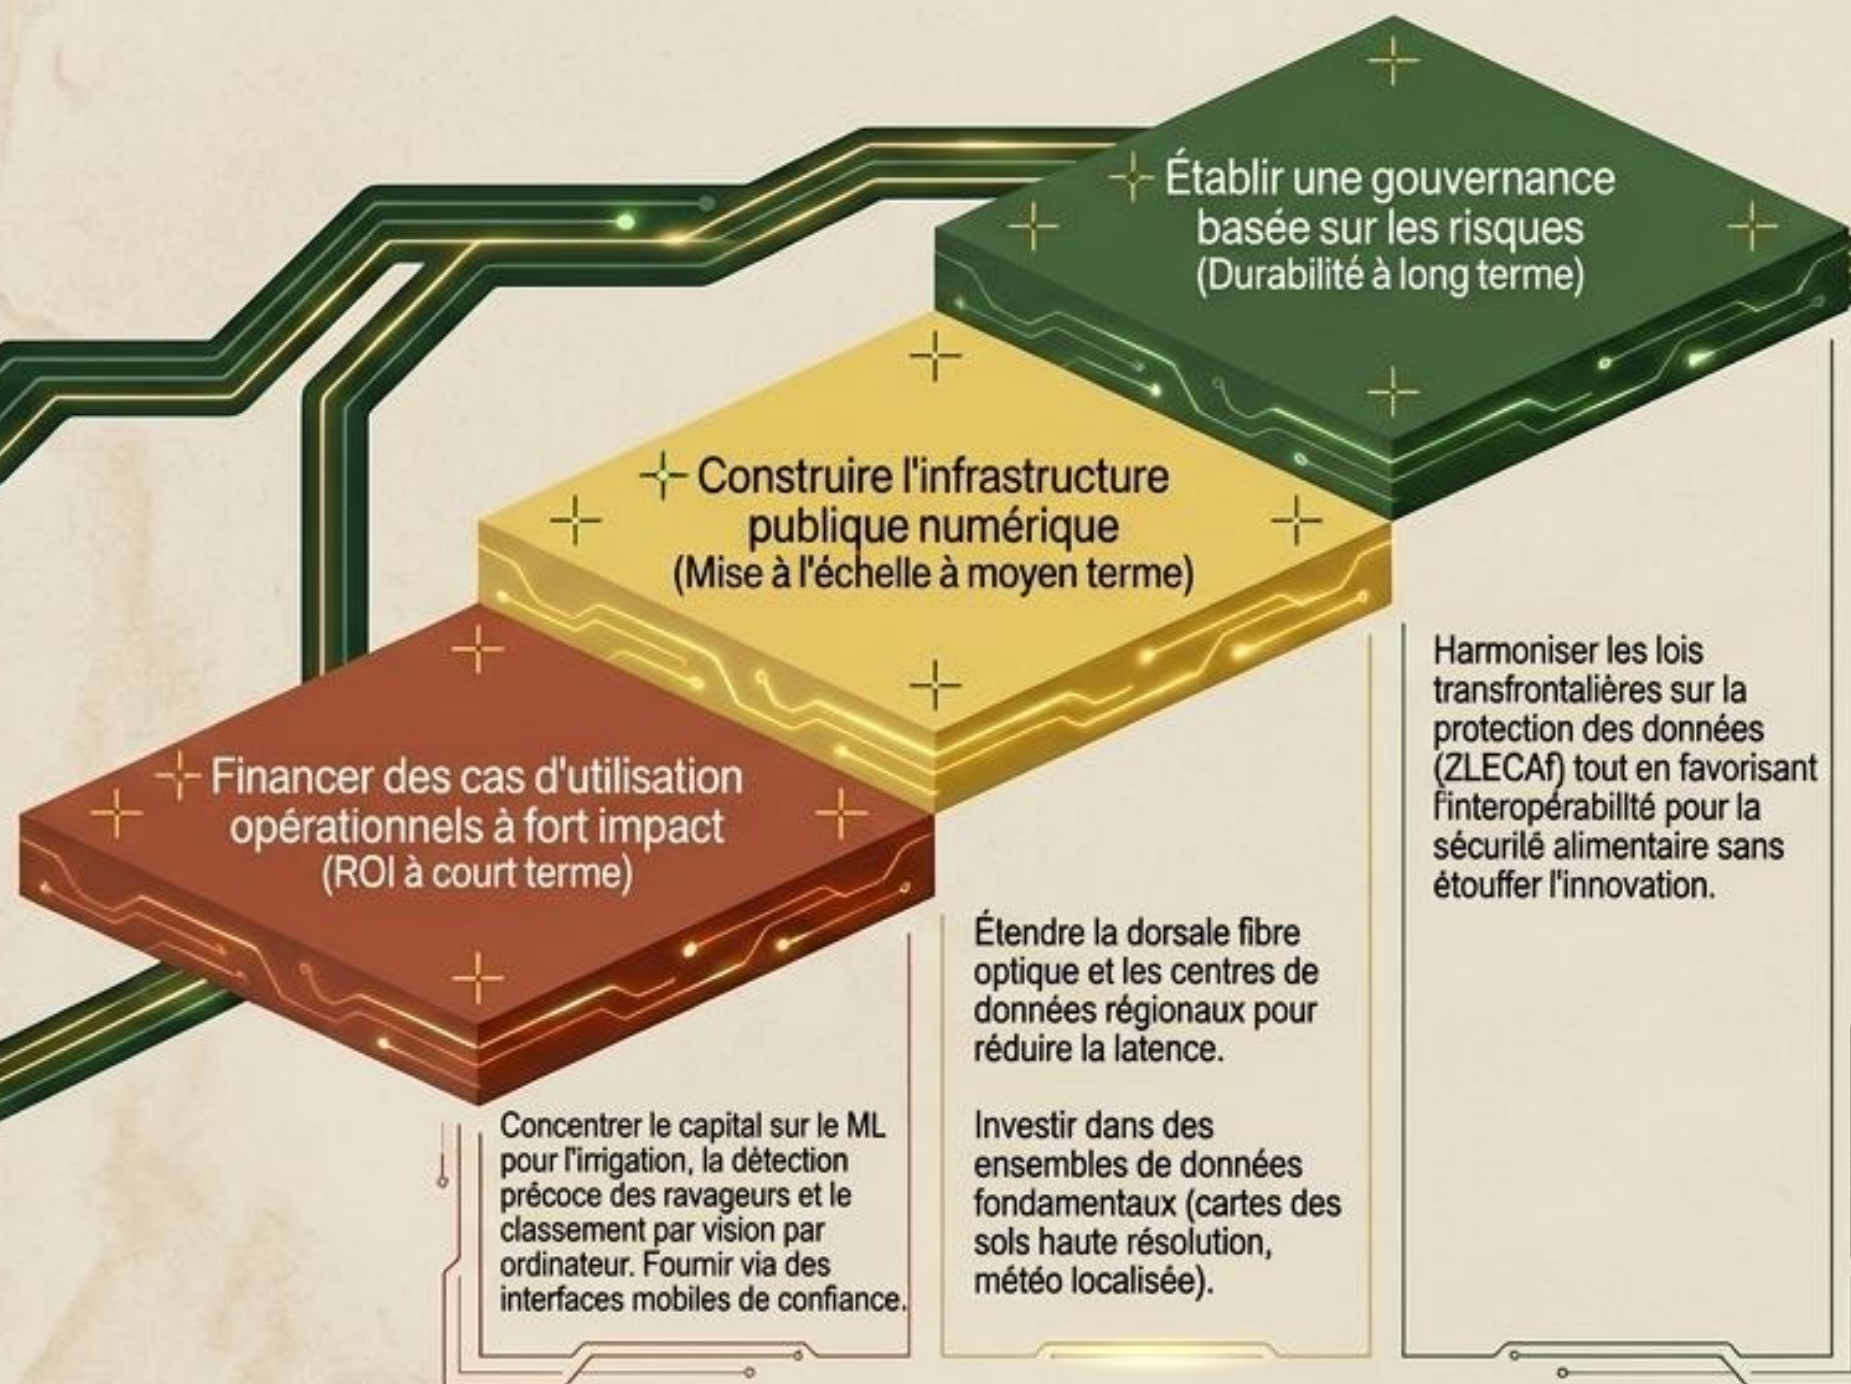 Établir une gouvernance
basée sur les risques
(Durabilité à long terme)
Construire l'infrastructure
publique numérique
(Mise à l'échelle à moyen terme)
Financer des cas d'utilisation
opérationnels à fort impact
(ROI à court terme)
Concentrer le capital sur le ML
pour l'irrigation, la détection
précoce des ravageurs et le
classement par vision par
ordinateur. Foumir via des
interfaces mobiles de confiance.
Étendre la dorsale fibre
optique et les centres de
données régionaux pour
réduire la latence.
Investir dans des
ensembles de données
fondamentaux (cartes des
sols haute résolution,
météo localisée).
Harmoniser les lois
transfrontalières sur la
protection des données
(ZLECAf) tout en favorisant
l'interopérabillté pour la
sécurilé alimentaire sans
étouffer l'innovation.